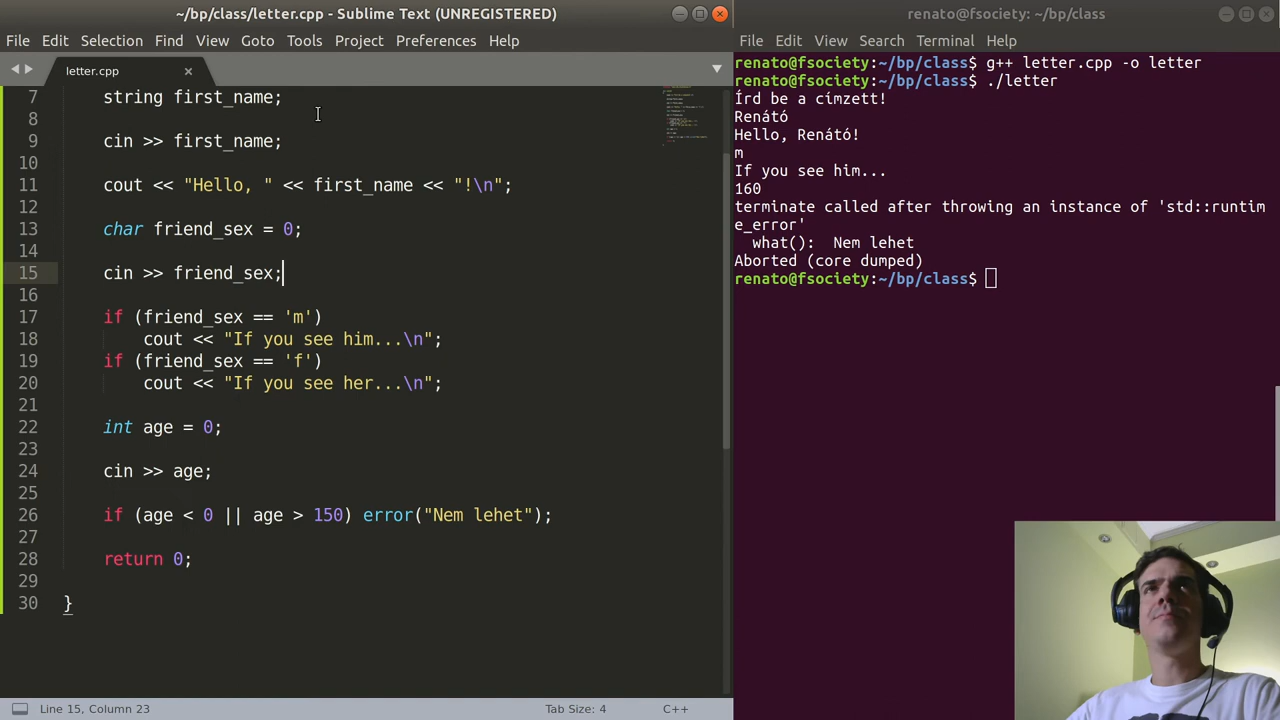 ~/bp/class/letter.cpp - Sublime Text (UNREGISTERED)
File Edit Selection Find View Goto Tools Project Preferences Help
letter.cpp
7 string first_name;
8
9 cin >> first_name;
10
11 cout << "Hello, " << first_name << "!\n";
12
13 char friend_sex = 0;
14
15 cin >> friend_sex;
16
17 if (friend_sex == 'm')
18 cout << "If you see him...\n";
19 if (friend_sex == 'f')
20 cout << "If you see her...\n";
21
22 int age = 0;
23
24 cin >> age;
25
26 if (age < 0 || age > 150) error("Nem lehet");
27
28 return 0;
29
30 }
Line 15, Column 23
Tab Size: 4
C++
renato@fsociety: ~/bp/class
File Edit View Search Terminal Help
renato@fsociety:~/bp/class$ g++ letter.cpp -o letter
renato@fsociety:~/bp/class$ ./letter
Írd be a címzett!
Renátó
Hello, Renátó!
m
If you see him...
160
terminate called after throwing an instance of 'std::runtim
e_error'
what():  Nem lehet
Aborted (core dumped)
renato@fsociety:~/bp/class$